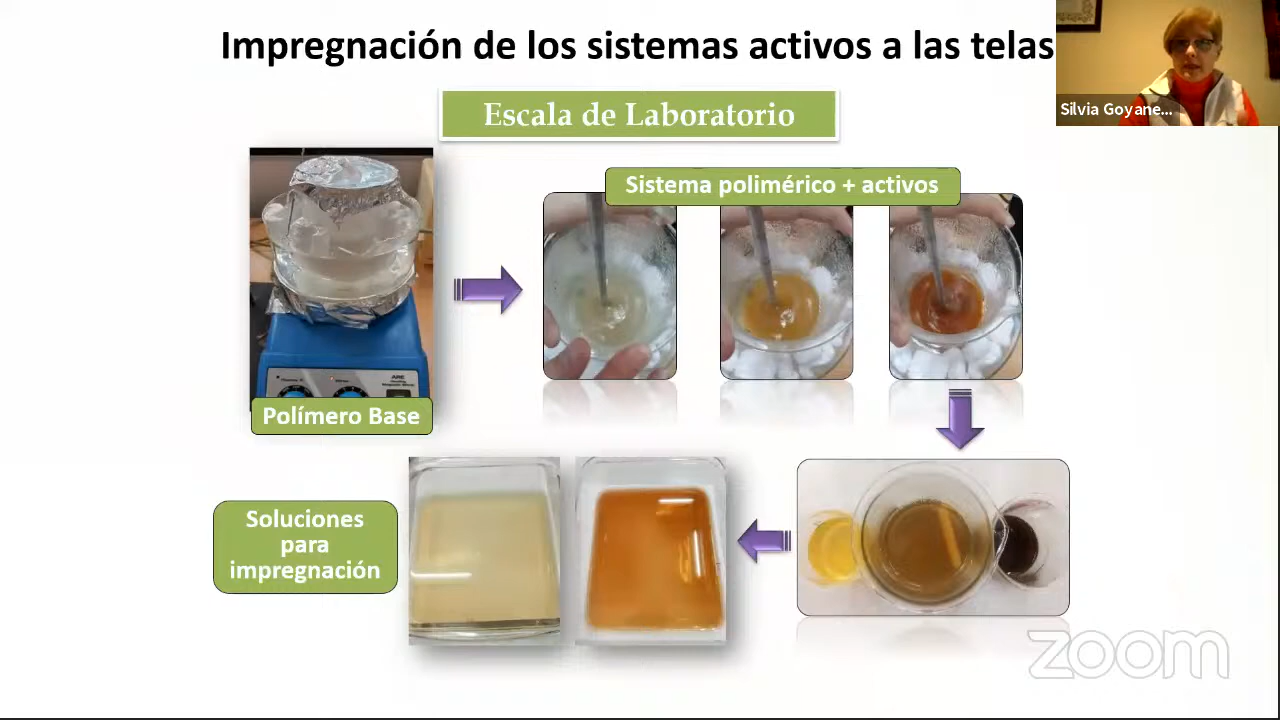 Impregnación de los sistemas activos a las telas
Silvia Goyane...
Escala de Laboratorio
Sistema polimérico + activos
Polímero Base
Soluciones
para
impregnación
zoom